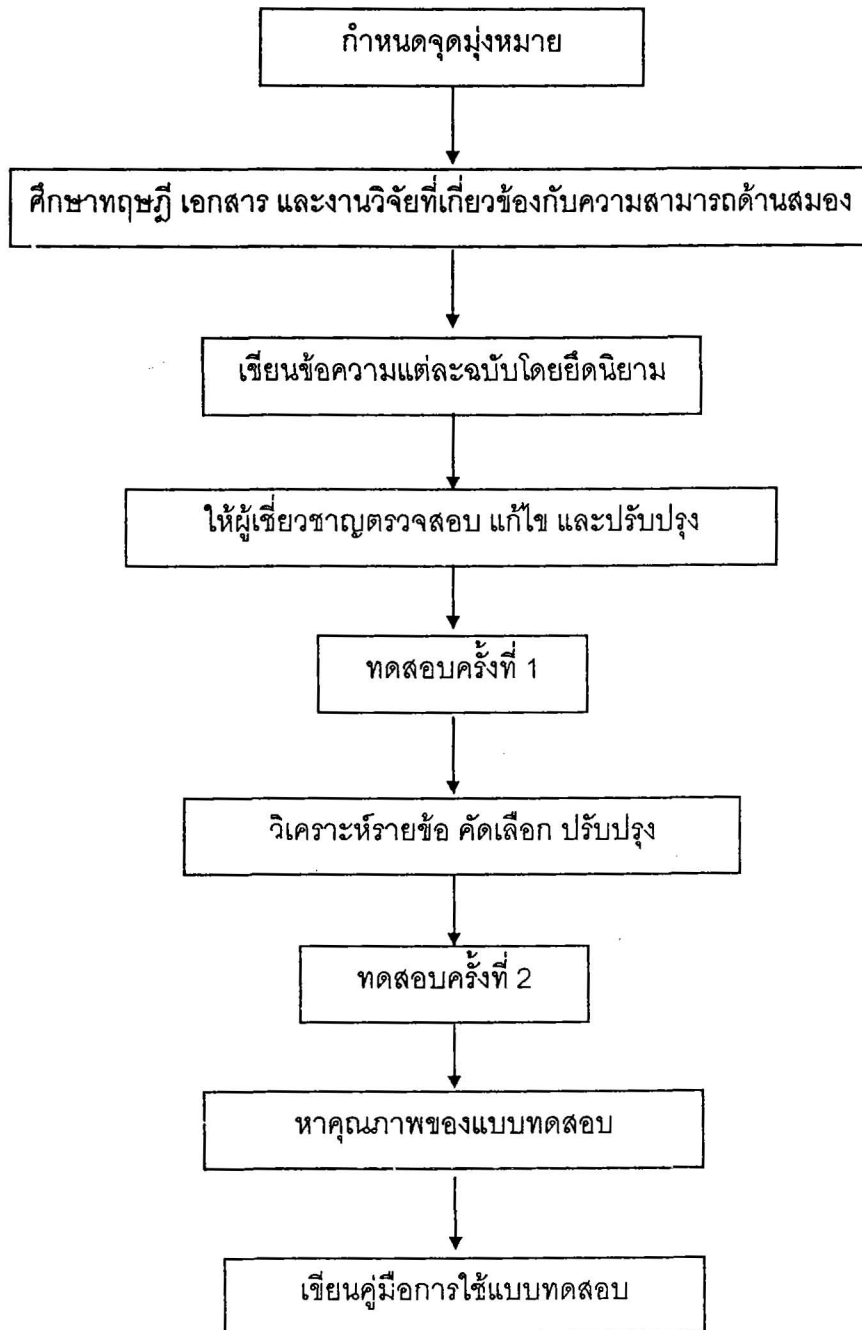 กำหนดจุดมุ่งหมาย
ศึกษาทฤษฎี เอกสาร และงานวิจัยที่เกี่ยวข้องกับความสามารถด้านสมอง
เขียนข้อความแต่ละฉบับโดยยึดนิยาม
ให้ผู้เชี่ยวชาญตรวจสอบ แก้ไข และปรับปรุง
ทดสอบครั้งที่ 1
วิเคราะห์รายข้อ คัดเลือก ปรับปรุง
ทดสอบครั้งที่ 2
หาคุณภาพของแบบทดสอบ
เขียนคู่มือการใช้แบบทดสอบ